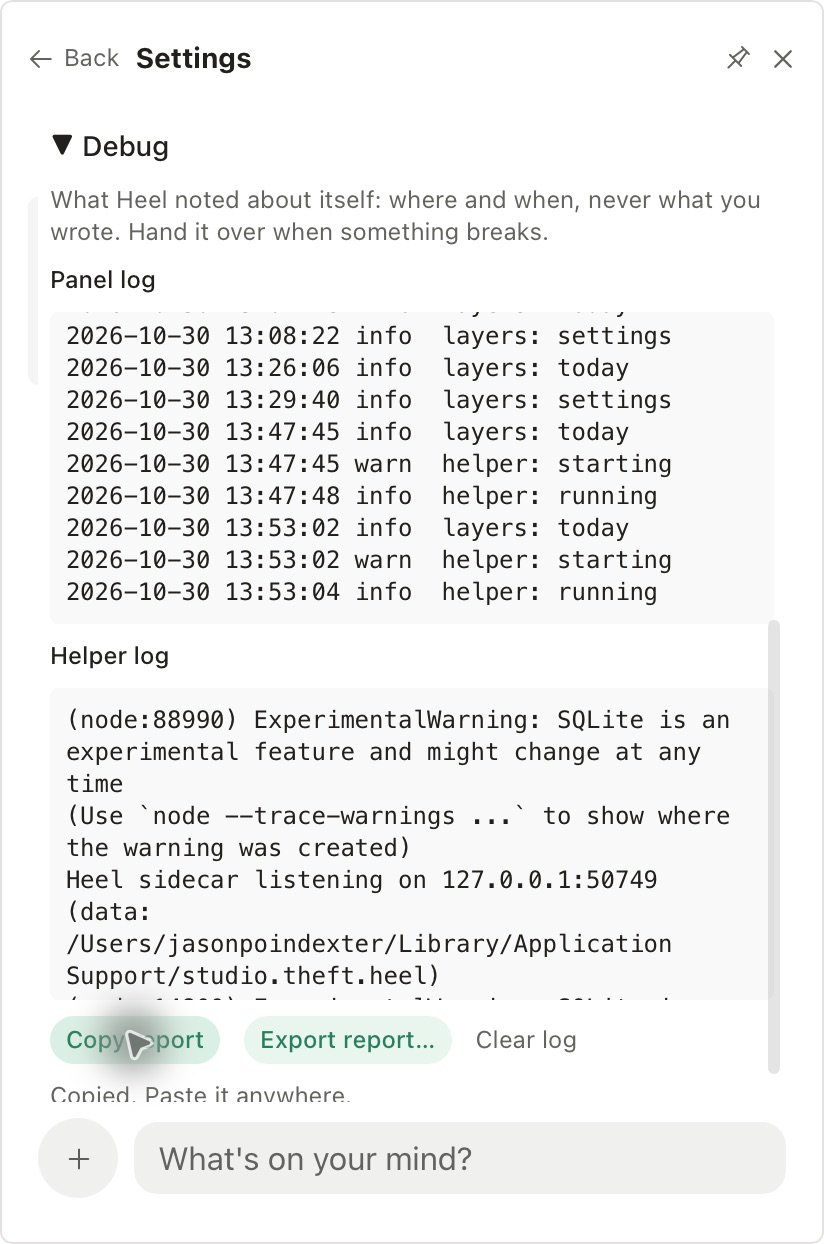 Back Settings
Debug
What Heel noted about itself: where and when, never what you
wrote. Hand it over when something breaks.
Panel log
2026-10-30 13:08:22 info  layers: settings
2026-10-30 13:26:06 info  layers: today
2026-10-30 13:29:40 info  layers: settings
2026-10-30 13:47:45 info  layers: today
2026-10-30 13:47:45 warn  helper: starting
2026-10-30 13:47:48 info  helper: running
2026-10-30 13:53:02 info  layers: today
2026-10-30 13:53:02 warn  helper: starting
2026-10-30 13:53:04 info  helper: running
Helper log
(node:88990) ExperimentalWarning: SQLite is an
experimental feature and might change at any
time
(Use `node --trace-warnings ...` to show where
the warning was created)
Heel sidecar listening on 127.0.0.1:50749
(data:
/Users/jasonpoindexter/Library/Application
Support/studio.theft.heel)
Copy report Export report... Clear log
Copied. Paste it anywhere.
+ What's on your mind?